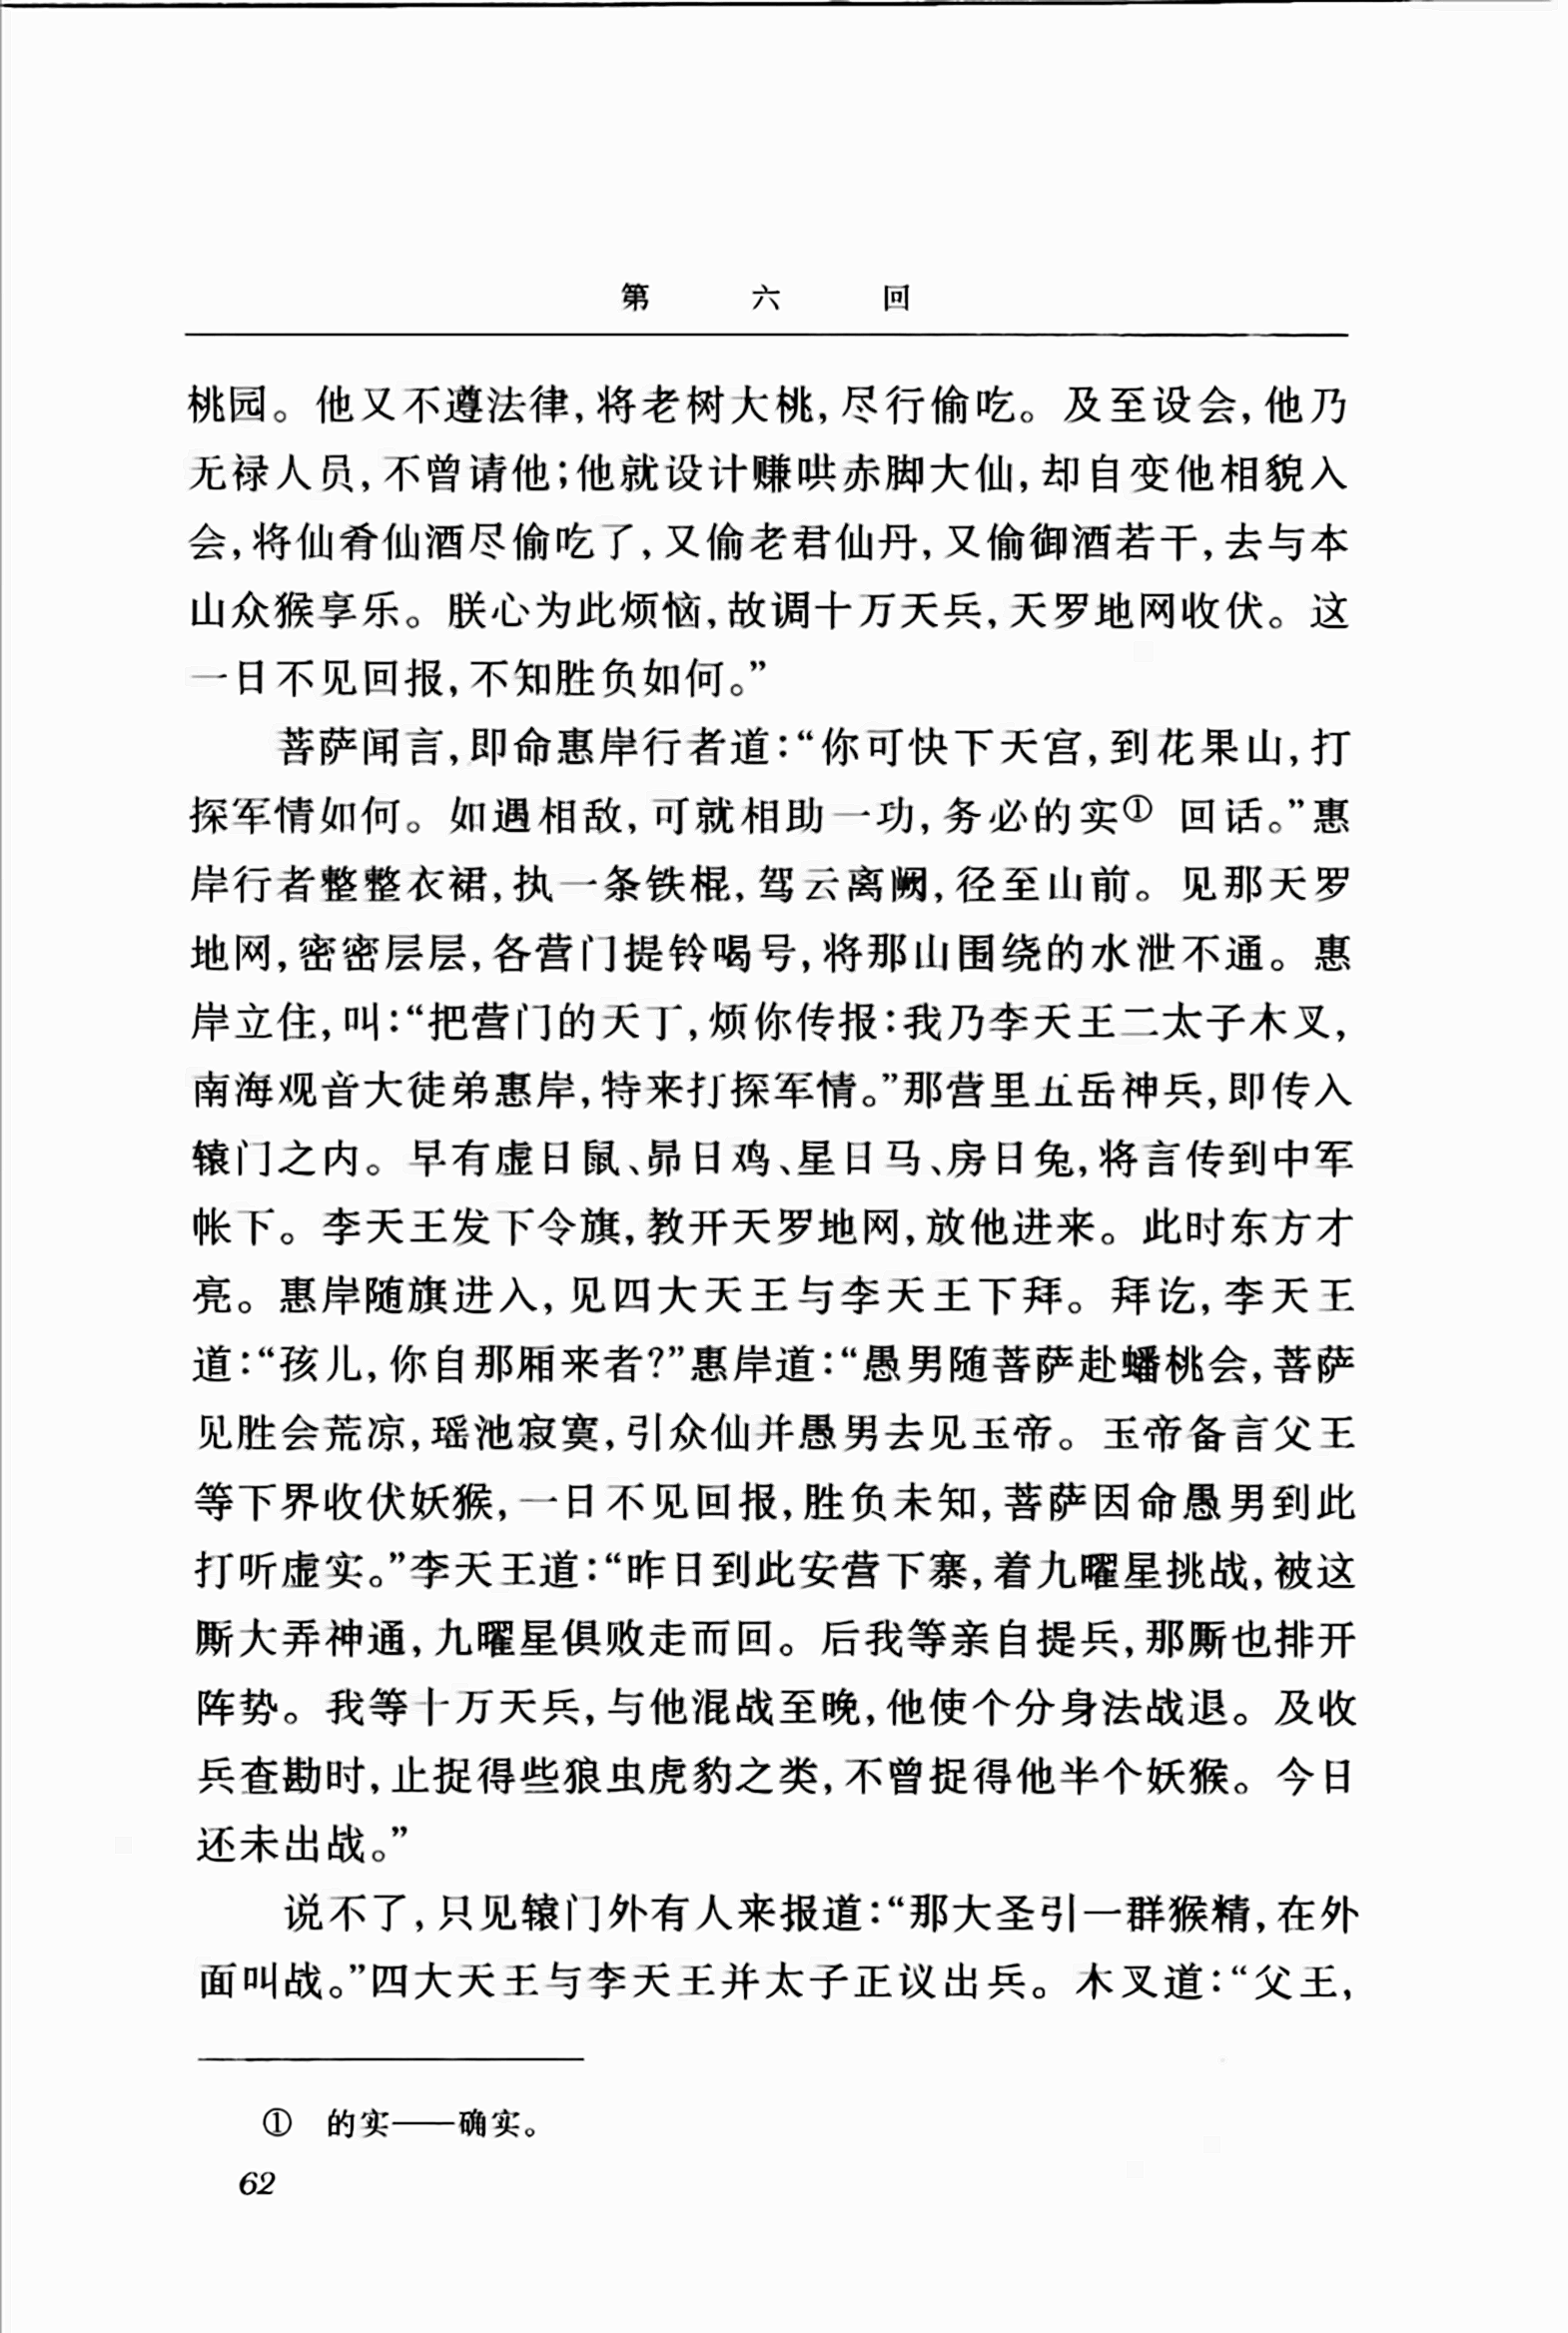 第六回
桃园。他又不遵法律,将老树大桃,尽行偷吃。及至设会,他乃
无禄人员,不曾请他;他就设计赚哄赤脚大仙,却自变他相貌入
会,将仙肴仙酒尽偷吃了,又偷老君仙丹,又偷御酒若干,去与本
山众猴享乐。朕心为此烦恼,故调十万天兵,天罗地网收伏。这
一日不见回报,不知胜负如何。”
菩萨闻言,即命惠岸行者道:“你可快下天宫,到花果山,打
探军情如何。如遇相敌,可就相助一功,务必的实① 回话。”惠
岸行者整整衣裙,执一条铁棍,驾云离阙,径至山前。见那天罗
地网,密密层层,各营门提铃喝号,将那山围绕的水泄不通。惠
岸立住,叫:“把营门的天丁,烦你传报:我乃李天王二太子木叉,
南海观音大徒弟惠岸,特来打探军情。”那营里五岳神兵,即传入
辕门之内。早有虚日鼠、昴日鸡、星日马、房日兔,将言传到中军
帐下。李天王发下令旗,教开天罗地网,放他进来。此时东方才
亮。惠岸随旗进入,见四大天王与李天王下拜。拜讫,李天王
道:“孩儿,你自那厢来者?”惠岸道:“愚男随菩萨赴蟠桃会,菩萨
见胜会荒凉,瑶池寂寞,引众仙并愚男去见玉帝。玉帝备言父王
等下界收伏妖猴,一日不见回报,胜负未知,菩萨因命愚男到此
打听虚实。”李天王道:“昨日到此安营下寨,着九曜星挑战,被这
厮大弄神通,九曜星俱败走而回。后我等亲自提兵,那厮也排开
阵势。我等十万天兵,与他混战至晚,他使个分身法战退。及收
兵查勘时,止捉得些狼虫虎豹之类,不曾捉得他半个妖猴。今日
还未出战。”
说不了,只见辕门外有人来报道:“那大圣引一群猴精,在外
面叫战。”四大天王与李天王并太子正议出兵。木叉道:“父王,
① 的实——确实。
62